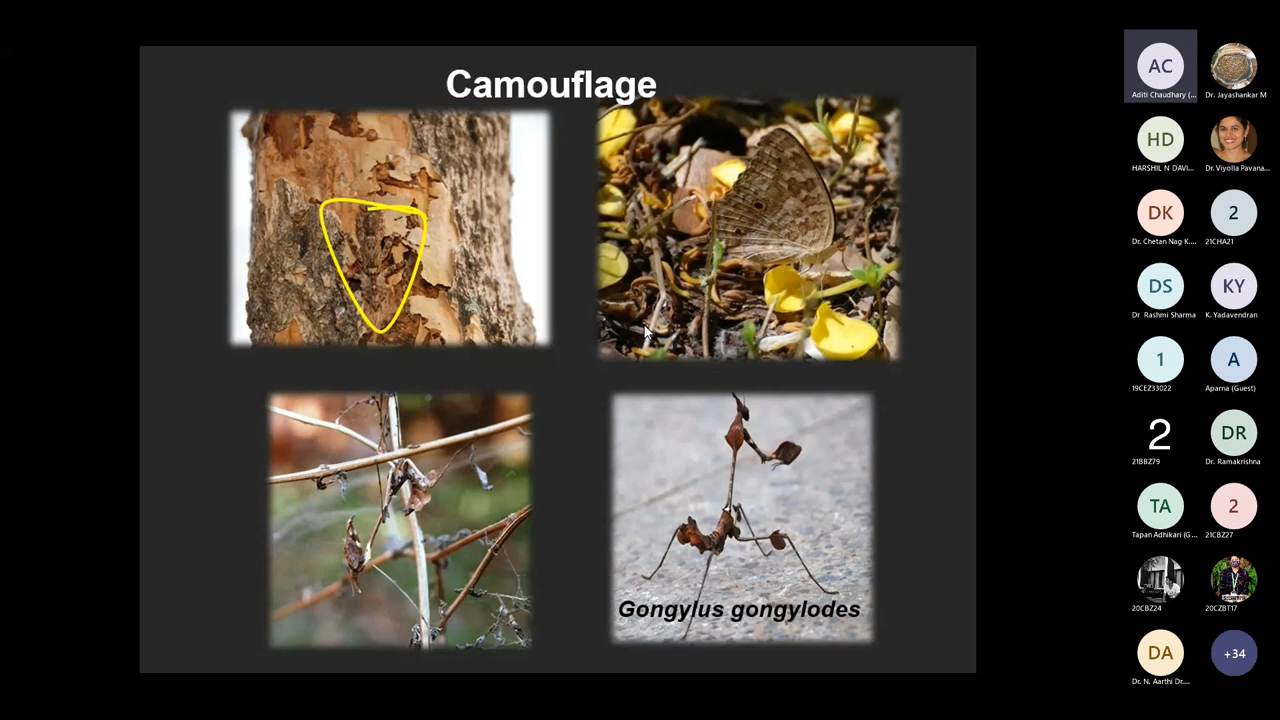 Camouflage
Gongylus gongylodes
AC
Aditi Chaudhary (...
Dr. Jayashankar M
HD
HARSHIL N DAVI...
Dr. Viyolla Pavana...
DK
Dr. Chetan Nag K....
2
21CHA21
DS
Dr Rashmi Sharma
KY
K. Yadavendran
1
19CEZ33022
A
Aparna (Guest)
2
21BBZ79
DR
Dr. Ramakrishna
TA
Tapan Adhikari (G...
2
21CBZ27
20CBZ24
20CZBT17
DA
Dr. N. Aarthi Dr....
+34